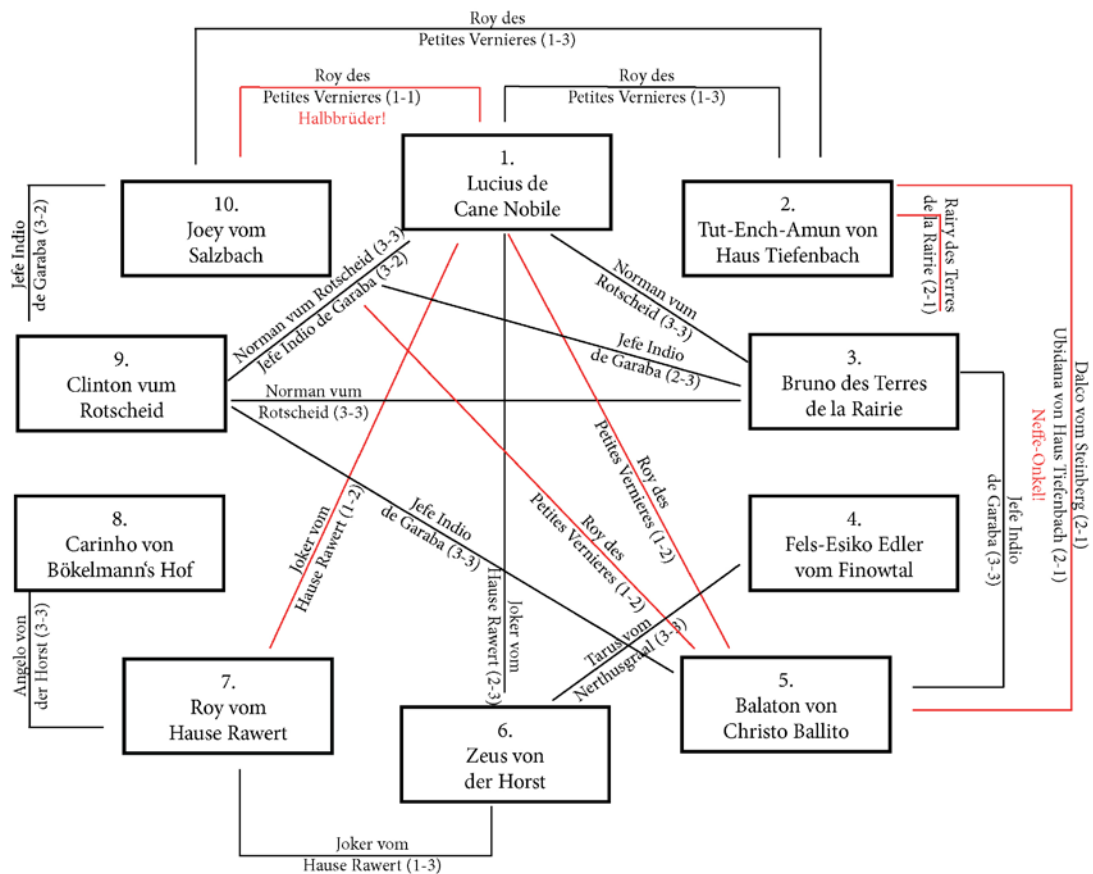 Roy des
Petites Vernieres (1-3)
Roy des
Petites Vernieres (1-1)
Halbbrüder!
Roy des
Petites Vernieres (1-3)
1.
Lucius de
Cane Nobile
10.
Joey vom
Salzbach
2.
Tut-Ench-Amun von
Haus Tiefenbach
Jefe Indio
de Garaba (3-2)
Rairy des Terres
de la Rairie (2-1)
Norman vum Rotscheid (3-3)
Jefe Indio de Garaba (3-2)
Norman vum
Rotscheid (3-3)
9.
Clinton vum
Rotscheid
Jefe Indio
de Garaba (2-3)
3.
Bruno des Terres
de la Rairie
Norman vum
Rotscheid (3-3)
Dalco vom Steinberg (2-1)
Ubidana von Haus Tiefenbach (2-1)
Neffe-Onkel!
Roy des
Petites Vernieres (1-2)
Jefe Indio
de Garaba (3-3)
8.
Carinho von
Bökelmann‘s Hof
Joker vom
Hause Rawert (1-2)
Jefe Indio
de Garaba (3-3)
Roy des
Petites Vernieres (1-2)
4.
Fels-Esiko Edler
vom Finowtal
Joker vom
Hause Rawert (2-3)
Angelo von
der Horst (3-3)
Tarus vom
Nerthusgraal (3-3)
7.
Roy vom
Hause Rawert
5.
Balaton von
Christo Ballito
6.
Zeus von
der Horst
Joker vom
Hause Rawert (1-3)